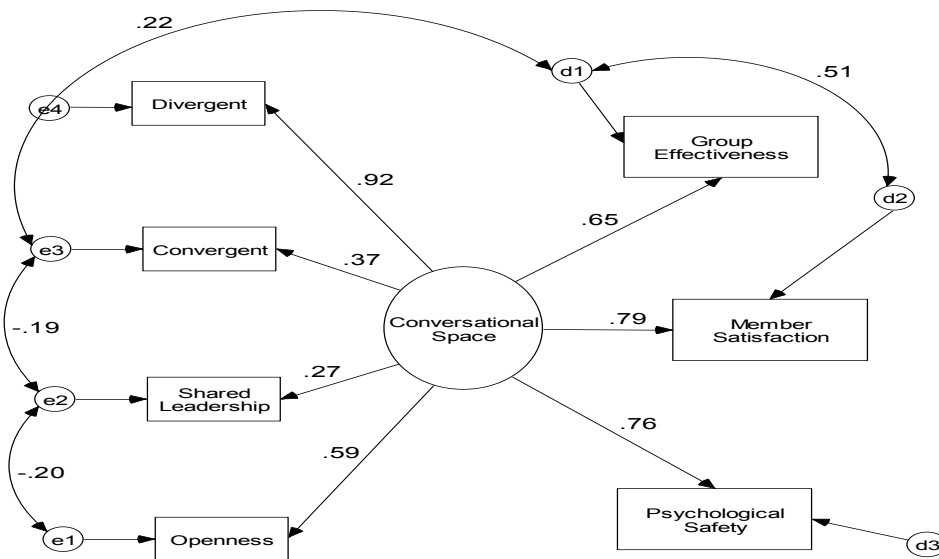 .22
d1
.51
e4
Divergent
Group
Effectiveness
.92
d2
.65
e3
Convergent
.37
-.19
Conversational
Space
.79
Member
Satisfaction
.27
e2
Shared
Leadership
.76
.59
-.20
Psychological
Safety
e1
Openness
d3